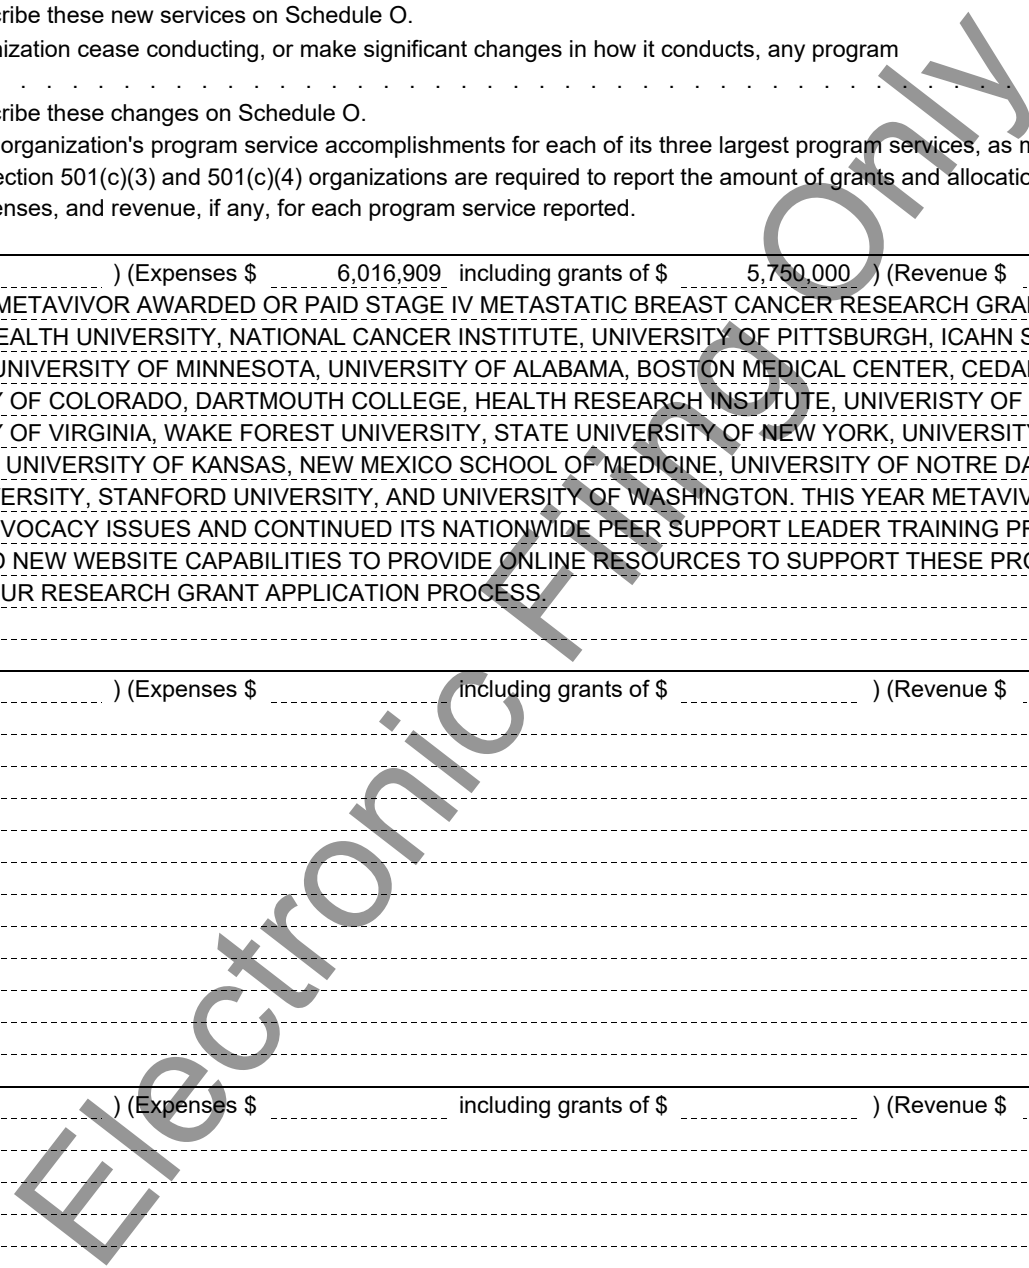 cribe these new services on Schedule O.
nization cease conducting, or make significant changes in how it conducts, any program
. . . . . . . . . . . . . . . . . . . . . . . . . . . . . . . . . . . . . . .
cribe these changes on Schedule O.
organization's program service accomplishments for each of its three largest program services, as m
ection 501(c)(3) and 501(c)(4) organizations are required to report the amount of grants and allocatio
enses, and revenue, if any, for each program service reported.
) (Expenses $ 6,016,909 including grants of $ 5,750,000 ) (Revenue $
METAVIVOR AWARDED OR PAID STAGE IV METASTATIC BREAST CANCER RESEARCH GRA
EALTH UNIVERSITY, NATIONAL CANCER INSTITUTE, UNIVERSITY OF PITTSBURGH, ICAHN S
UNIVERSITY OF MINNESOTA, UNIVERSITY OF ALABAMA, BOSTON MEDICAL CENTER, CEDA
Y OF COLORADO, DARTMOUTH COLLEGE, HEALTH RESEARCH INSTITUTE, UNIVERISTY OF
Y OF VIRGINIA, WAKE FOREST UNIVERSITY, STATE UNIVERSITY OF NEW YORK, UNIVERSITY
UNIVERSITY OF KANSAS, NEW MEXICO SCHOOL OF MEDICINE, UNIVERSITY OF NOTRE DA
ERSITY, STANFORD UNIVERSITY, AND UNIVERSITY OF WASHINGTON. THIS YEAR METAVIV
VOCACY ISSUES AND CONTINUED ITS NATIONWIDE PEER SUPPORT LEADER TRAINING PR
D NEW WEBSITE CAPABILITIES TO PROVIDE ONLINE RESOURCES TO SUPPORT THESE PRO
UR RESEARCH GRANT APPLICATION PROCESS.
) (Expenses $ including grants of $ ) (Revenue $
) (Expenses $ including grants of $ ) (Revenue $
Electronic Filing Only